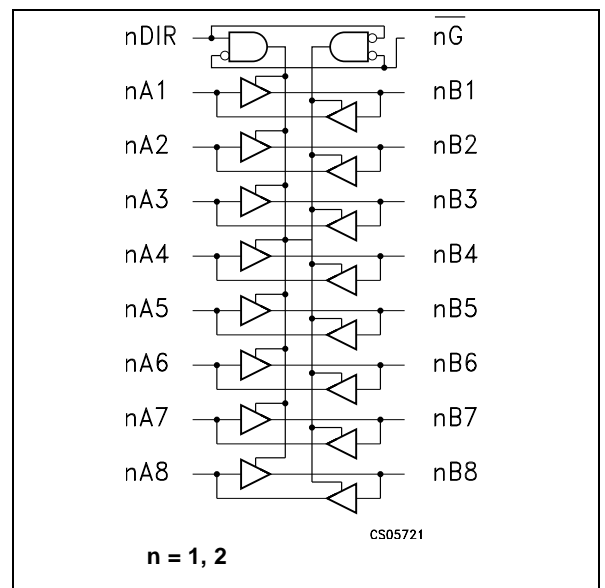 nDIR nG̅
nA1 nB1
nA2 nB2
nA3 nB3
nA4 nB4
nA5 nB5
nA6 nB6
nA7 nB7
nA8 nB8
CS05721
n = 1, 2